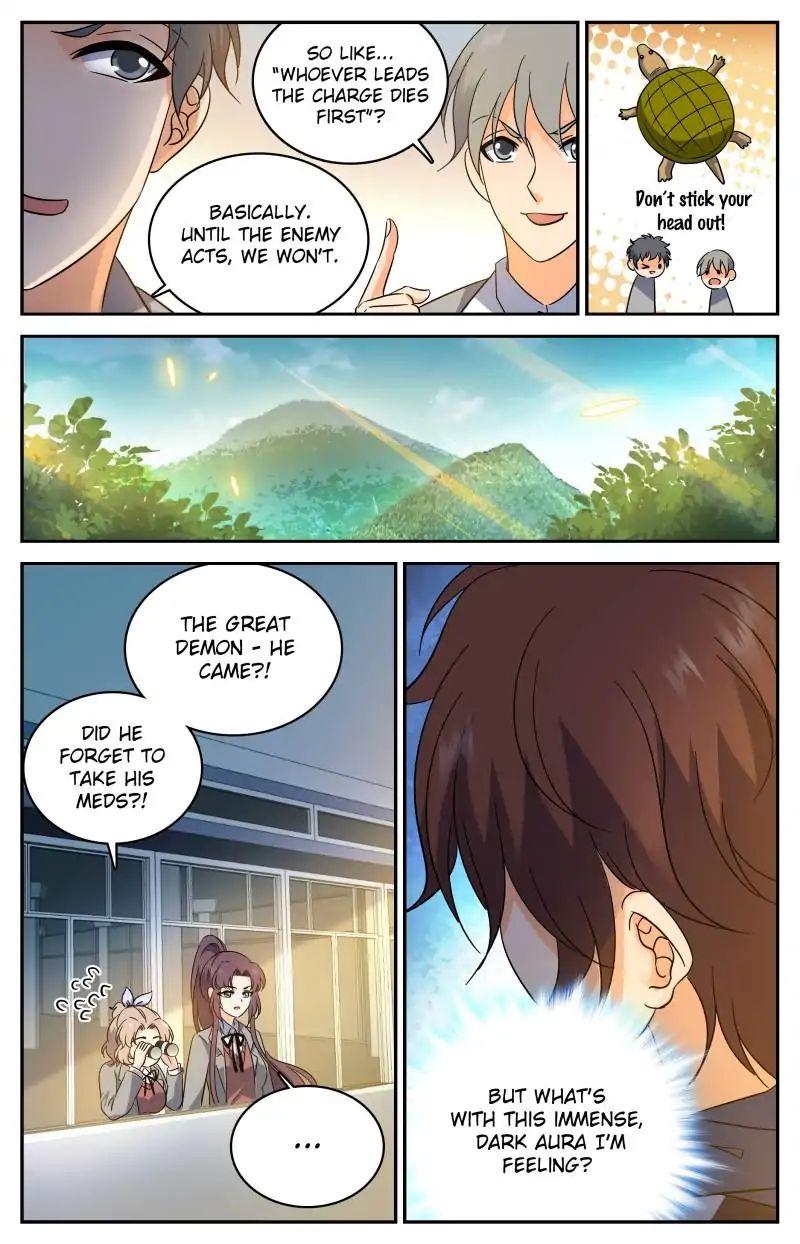 SO LIKE...
"WHOEVER LEADS
THE CHARGE DIES
FIRST"?
BASICALLY.
UNTIL THE ENEMY
ACTS, WE WON'T.
Don't stick your
head out!
THE GREAT
DEMON - HE
CAME?!
DID HE
FORGET TO
TAKE HIS
MEDS?!
...
BUT WHAT'S
WITH THIS IMMENSE,
DARK AURA I'M
FEELING?